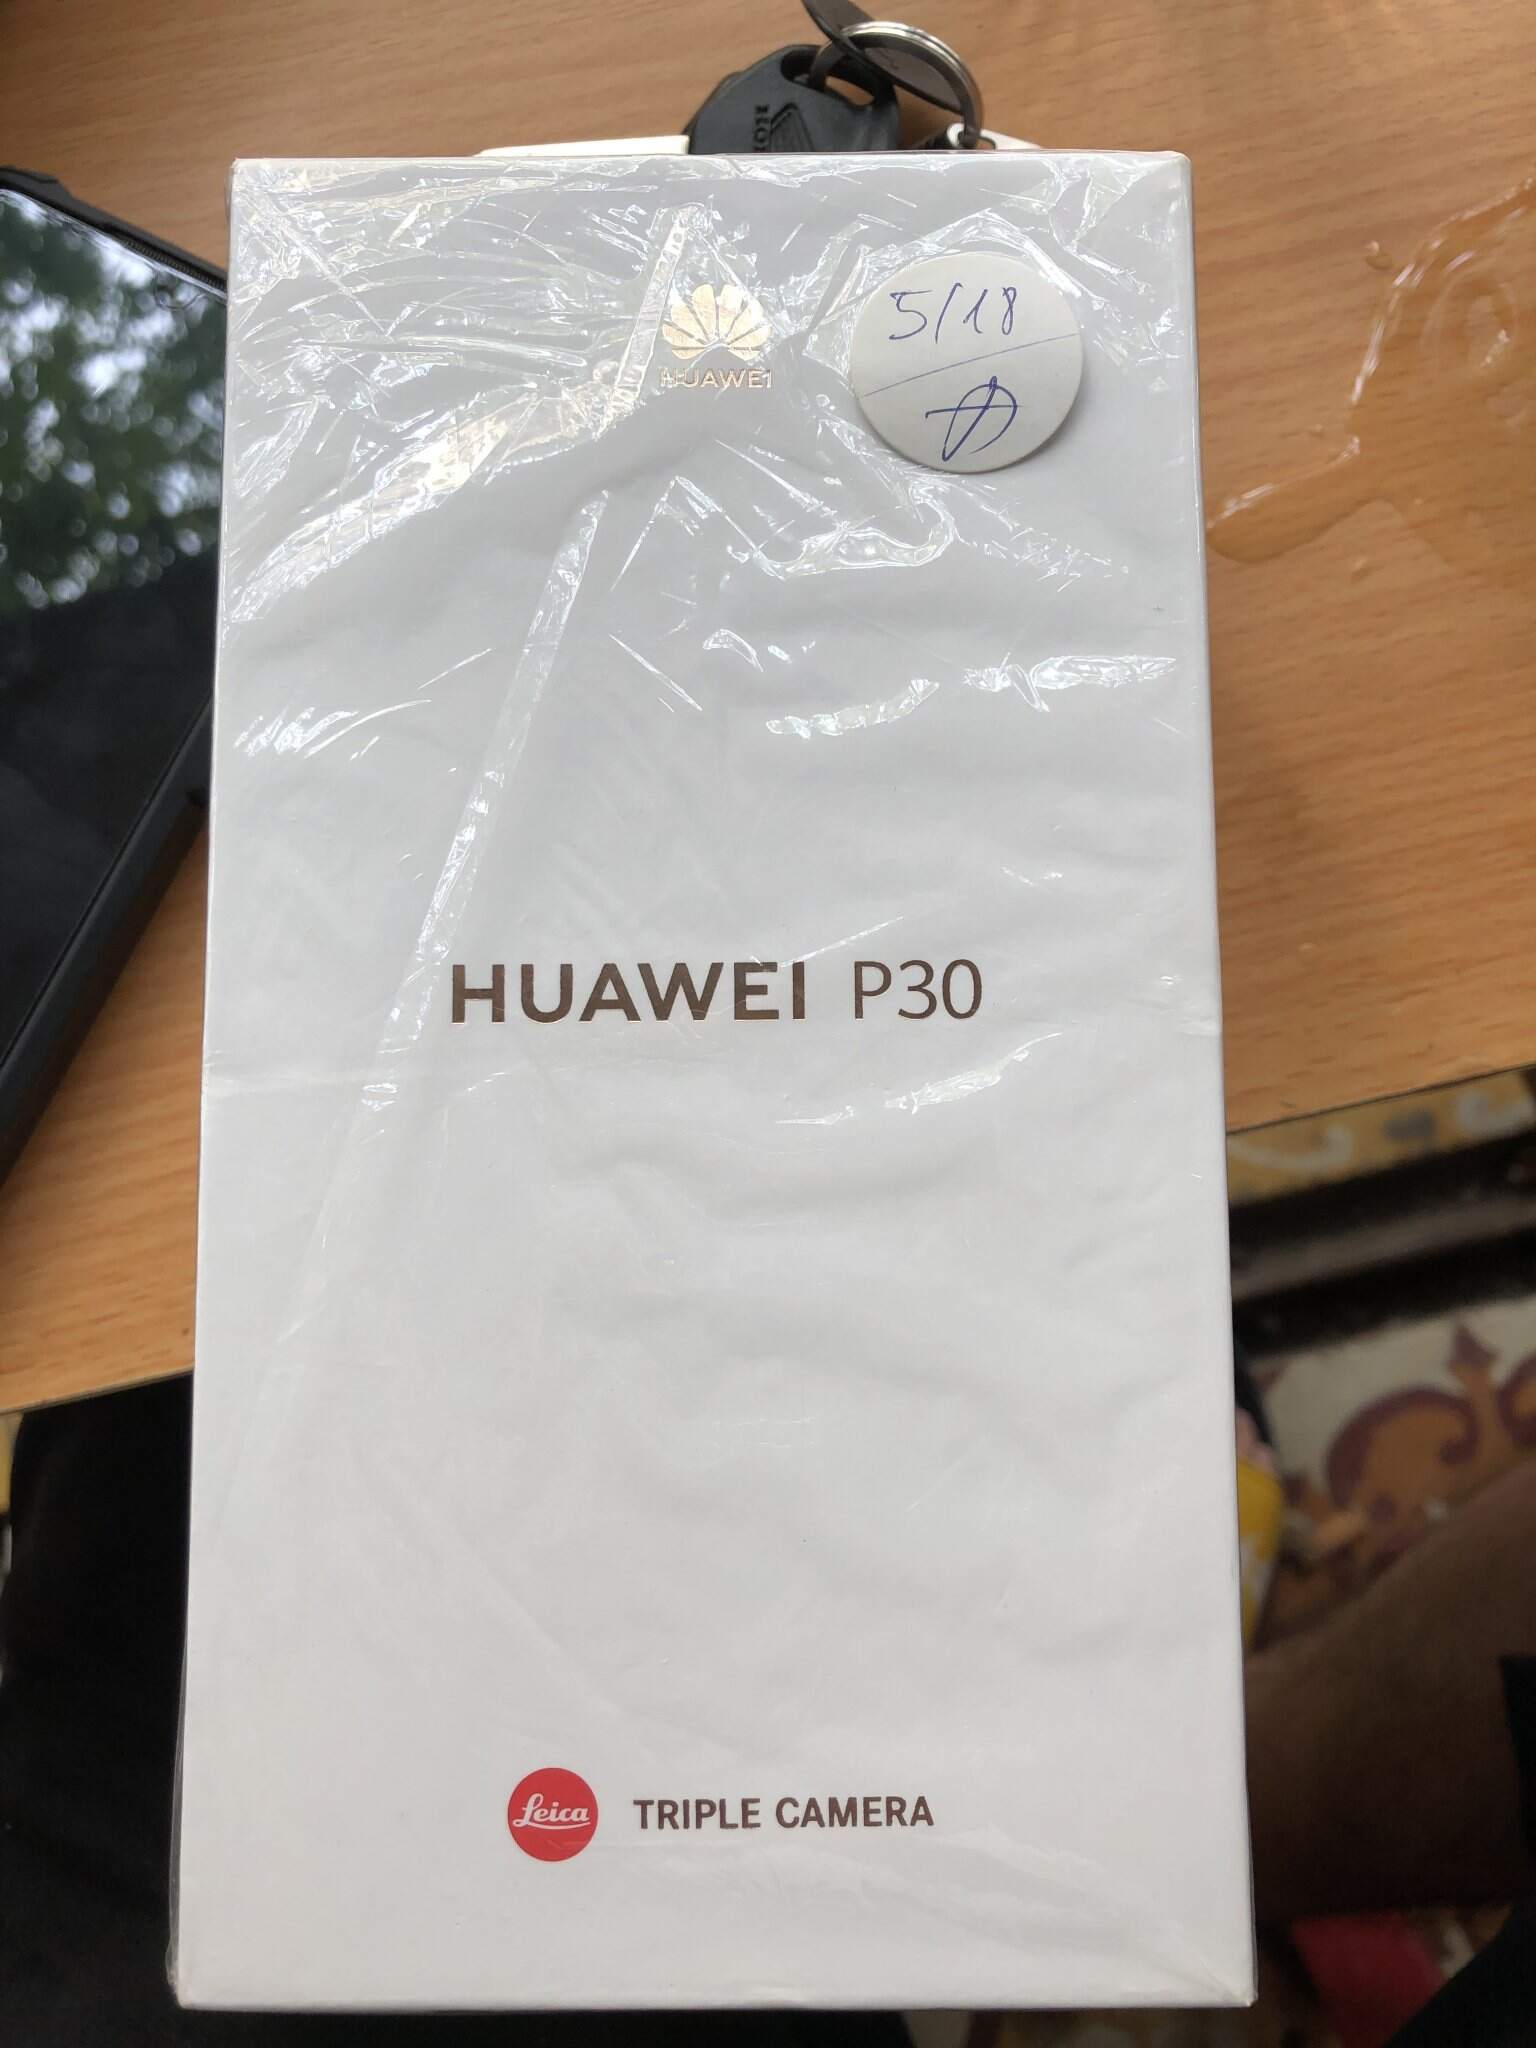 HUAWEI
5/18
HUAWEI P30
Leica TRIPLE CAMERA